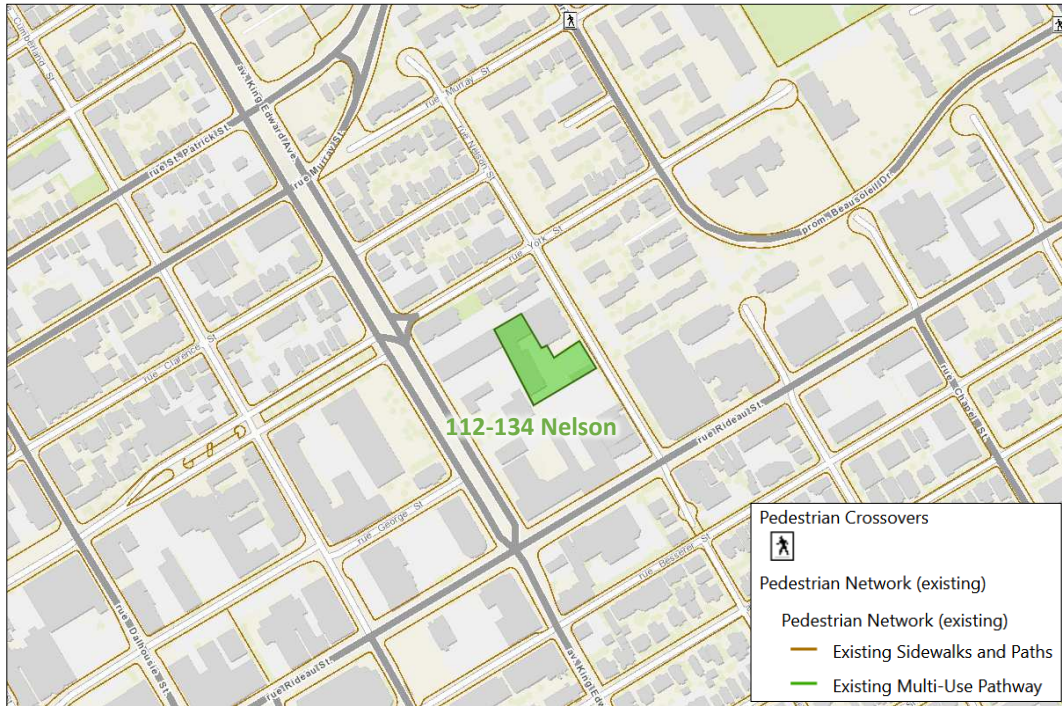 Cumberland St
av. King Edward Ave.
rue Murray St
rue St. Patrick St.
rue Murray St.
rue Nelson St
rue York St
prom. Beausoleil Dr.
rue Clarence St
112-134 Nelson
rue Rideau St.
rue Chapel St.
rue George St
rue Besserer St
rue Dalhousie St.
rue Rideau St.
av. King Edw
Pedestrian Crossovers
Pedestrian Network (existing)
Pedestrian Network (existing)
Existing Sidewalks and Paths
Existing Multi-Use Pathway